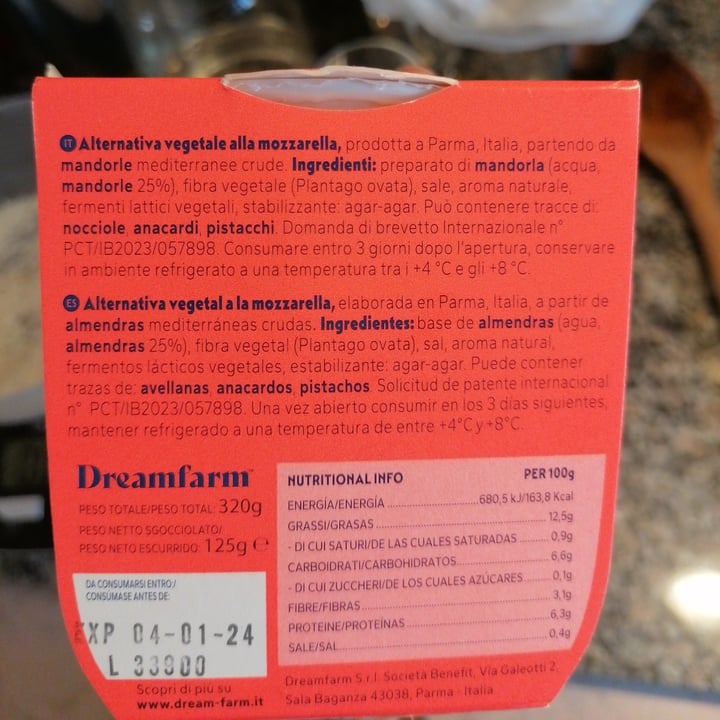 IT Alternativa vegetale alla mozzarella, prodotta a Parma, Italia, partendo da
mandorle mediterranee crude. Ingredienti: preparato di mandorla (acqua,
mandorle 25%), fibra vegetale (Plantago ovata), sale, aroma naturale,
fermenti lattici vegetali, stabilizzante: agar-agar. Può contenere tracce di:
nocciole, anacardi, pistacchi. Domanda di brevetto Internazionale n°
PCT/IB2023/057898. Consumare entro 3 giorni dopo l'apertura, conservare
in ambiente refrigerato a una temperatura tra i +4 °C e gli +8 °C.
ES Alternativa vegetal a la mozzarella, elaborada en Parma, Italia, a partir de
almendras mediterráneas crudas. Ingredientes: base de almendras (agua,
almendras 25%), fibra vegetal (Plantago ovata), sal, aroma natural,
fermentos lácticos vegetales, estabilizante: agar-agar. Puede contener
trazas de: avellanas, anacardos, pistachos. Solicitud de patente internacional
n° PCT/IB2023/057898. Una vez abierto consumir en los 3 días siguientes,
mantener refrigerado a una temperatura de entre +4°C y +8°C.
Dreamfarm™
PESO TOTALE/PESO TOTAL: 320g
PESO NETTO SGOCCIOLATO/
PESO NETO ESCURRIDO: 125g e
DA CONSUMARSI ENTRO/
CONSÚMASE ANTES DE:
XP 04-01-24
L 33900
Scopri di più su
www.dream-farm.it
NUTRITIONAL INFO PER 100g
ENERGÍA/ENERGÍA 680,5 kJ/163,8 Kcal
GRASSI/GRASAS 12,5g
- DI CUI SATURI/DE LAS CUALES SATURADAS 0,9g
CARBOIDRATI/CARBOHIDRATOS 6,6g
- DI CUI ZUCCHERI/DE LOS CUALES AZÚCARES 0,1g
FIBRE/FIBRAS 3,1g
PROTEINE/PROTEÍNAS 6,3g
SALE/SAL 0,4g
Dreamfarm S.r.l. Società Benefit, Via Galeotti 2,
Sala Baganza 43038, Parma - Italia